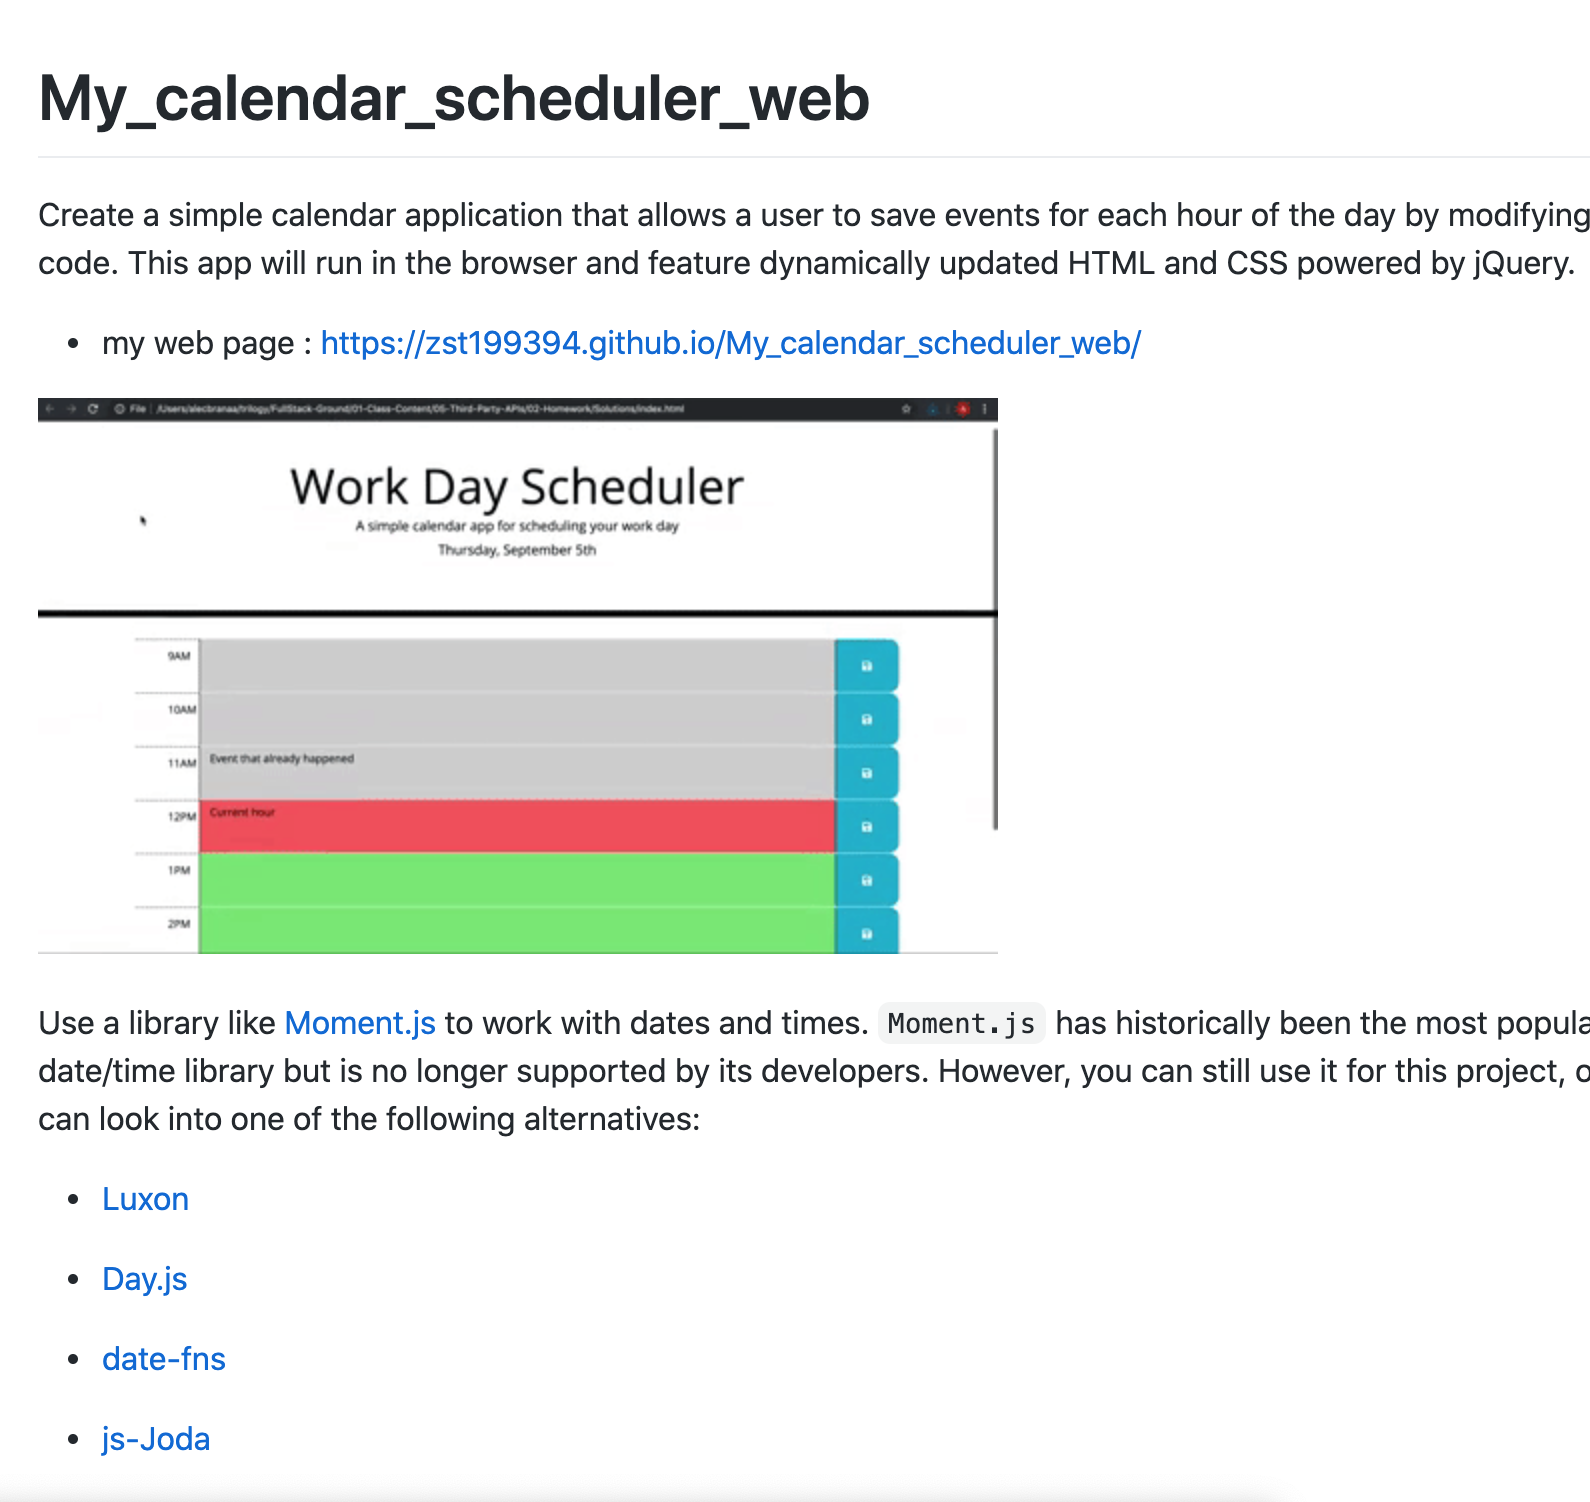 My_calendar_scheduler_web
Create a simple calendar application that allows a user to save events for each hour of the day by modifying
code. This app will run in the browser and feature dynamically updated HTML and CSS powered by jQuery.
• my web page : https://zst199394.github.io/My_calendar_scheduler_web/
File /Users/alecbranaa/trilogy/FullStack-Ground/01-Class-Content/05-Third-Party-APIs/02-Homework/Solutions/index.html
Work Day Scheduler
A simple calendar app for scheduling your work day
Thursday, September 5th
9AM
10AM
11AM Event that already happened
12PM Current hour
1PM
2PM
Use a library like Moment.js to work with dates and times. Moment.js has historically been the most popula
date/time library but is no longer supported by its developers. However, you can still use it for this project, o
can look into one of the following alternatives:
• Luxon
• Day.js
• date-fns
• js-Joda